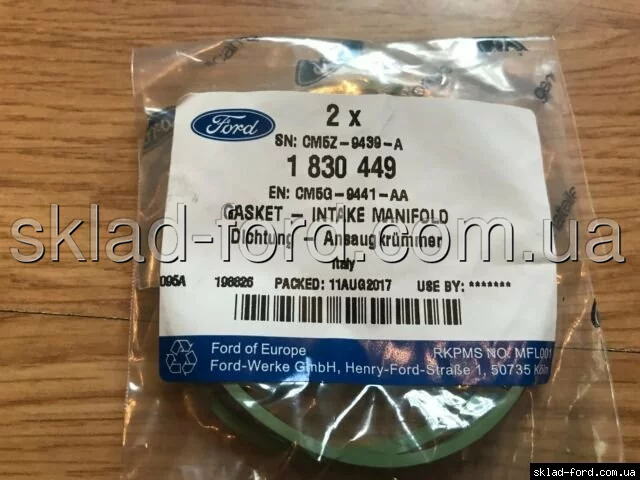 Ford
2 x
SN: CM5Z-9439-A
1 830 449
EN: CM5G-9441-AA
GASKET - INTAKE MANIFOLD
sklad-ford.com.ua
Dichtung - Ansaugkrümmer
Italy
095A 198826 PACKED: 11AUG2017 USE BY: *******
Ford of Europe RKPMS NO. MFL001
Ford-Werke GmbH, Henry-Ford-Straße 1, 50735 Köln
sklad-ford.com.ua